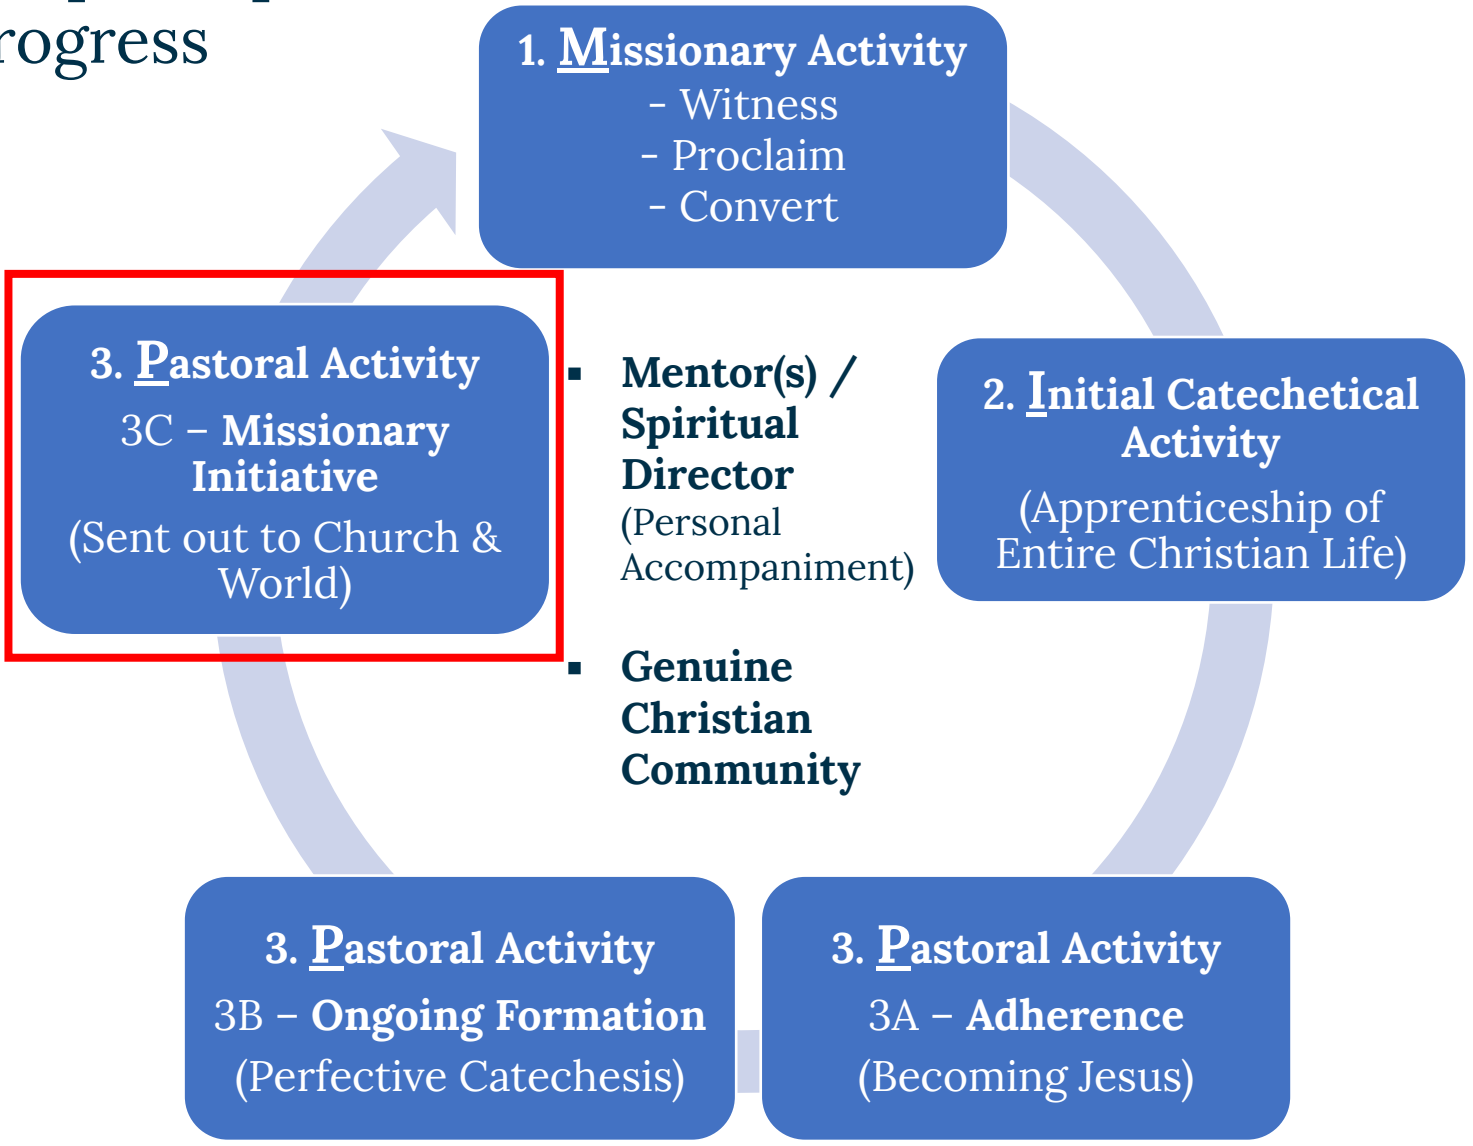 rogress
1. Missionary Activity
- Witness
- Proclaim
- Convert
3. Pastoral Activity
3C – Missionary
Initiative
(Sent out to Church &
World)
▪ Mentor(s) /
Spiritual
Director
(Personal
Accompaniment)
▪ Genuine
Christian
Community
2. Initial Catechetical
Activity
(Apprenticeship of
Entire Christian Life)
3. Pastoral Activity
3B – Ongoing Formation
(Perfective Catechesis)
3. Pastoral Activity
3A – Adherence
(Becoming Jesus)